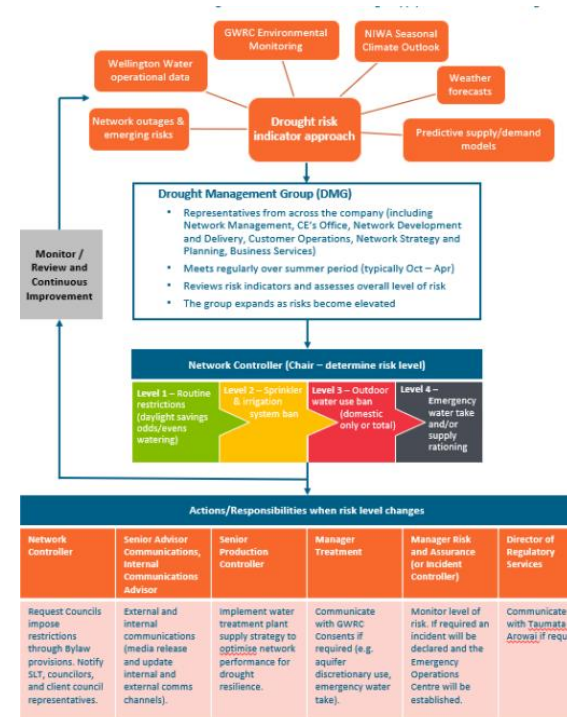 GWRC Environmental
Monitoring
NIWA Seasonal
Climate Outlook
Wellington Water
operational data
Weather
forecasts
Drought risk
indicator approach
Network outages &
emerging risks
Predictive supply/demand
models
Drought Management Group (DMG)
Representatives from across the company (including
Network Management, CE's Office, Network Development
and Delivery, Customer Operations, Network Strategy and
Planning, Business Services)
Meets regularly over summer period (typically Oct – Apr)
Reviews risk indicators and assesses overall level of risk
The group expands as risks become elevated
Monitor /
Review and
Continuous
Improvement
Network Controller (Chair – determine risk level)
Level 1 – Routine
restrictions
(daylight savings
odds/evens
watering)
Level 2 – Sprinkler
& irrigation
system ban
Level 3 – Outdoor
water use ban
(domestic
only or total)
Level 4 –
Emergency
water take
and/or
supply
rationing
Actions/Responsibilities when risk level changes
Network
Controller
Senior Advisor
Communications,
Internal
Communications
Advisor
Senior
Production
Controller
Manager
Treatment
Manager Risk
and Assurance
(or Incident
Controller)
Director of
Regulatory
Services
Request Councils
impose
restrictions
through Bylaw
provisions. Notify
SLT, councilors,
and client council
representatives.
External and
internal
communications
(media release
and update
internal and
external comms
channels).
Implement water
treatment plant
supply strategy to
optimise network
performance for
drought
resilience.
Communicate
with GWRC
Consents if
required (e.g.
aquifer
discretionary use,
emergency water
take).
Monitor level of
risk. If required an
incident will be
declared and the
Emergency
Operations
Centre will be
established.
Communicate
with Taumata
Arowai if requ